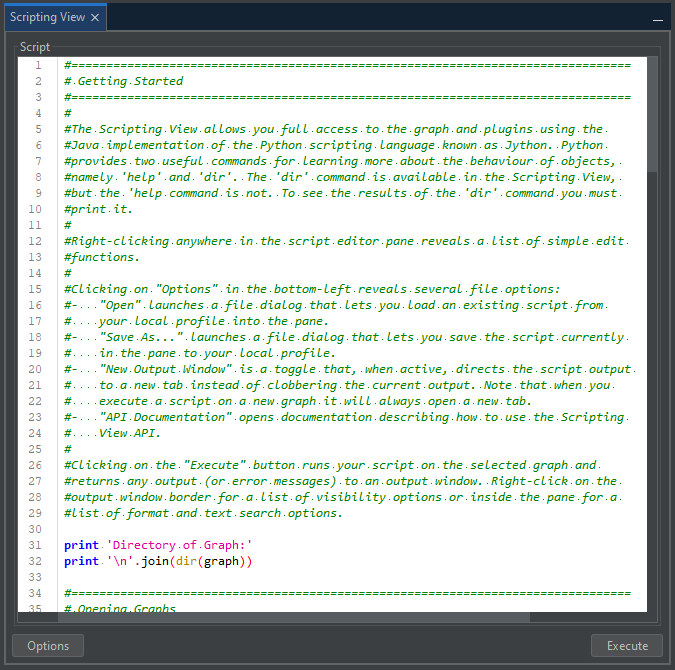 Scripting View ×
Script
1 #================================================================================
2 # Getting Started
3 #================================================================================
4 #
5 #The Scripting View allows you full access to the graph and plugins using the
6 #Java implementation of the Python scripting language known as Jython. Python
7 #provides two useful commands for learning more about the behaviour of objects,
8 #namely 'help' and 'dir'. The 'dir' command is available in the Scripting View,
9 #but the 'help command is not. To see the results of the 'dir' command you must
10 #print it.
11 #
12 #Right-clicking anywhere in the script editor pane reveals a list of simple edit
13 #functions.
14 #
15 #Clicking on "Options" in the bottom-left reveals several file options:
16 #-   "Open" launches a file dialog that lets you load an existing script from
17 #    your local profile into the pane.
18 #-   "Save As..." launches a file dialog that lets you save the script currently
19 #    in the pane to your local profile.
20 #-   "New Output Window" is a toggle that, when active, directs the script output
21 #    to a new tab instead of clobbering the current output. Note that when you
22 #    execute a script on a new graph it will always open a new tab.
23 #-   "API Documentation" opens documentation describing how to use the Scripting
24 #    View API.
25 #
26 #Clicking on the "Execute" button runs your script on the selected graph and
27 #returns any output (or error messages) to an output window. Right-click on the
28 #output window border for a list of visibility options or inside the pane for a
29 #list of format and text search options.
30
31 print 'Directory of Graph:'
32 print '\n'.join(dir(graph))
33
34 #================================================================================
35 # Opening Graphs
Options
Execute